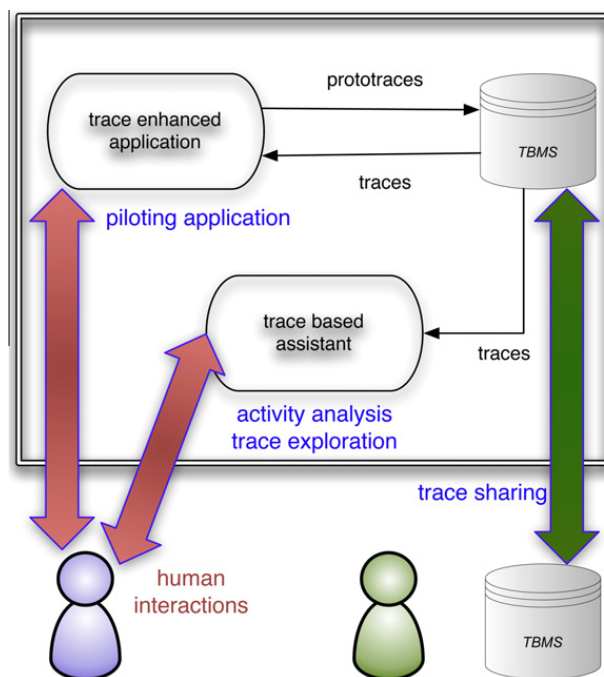 prototraces
trace enhanced
application
TBMS
traces
piloting application
trace based
assistant
traces
activity analysis
trace exploration
trace sharing
human
interactions
TBMS